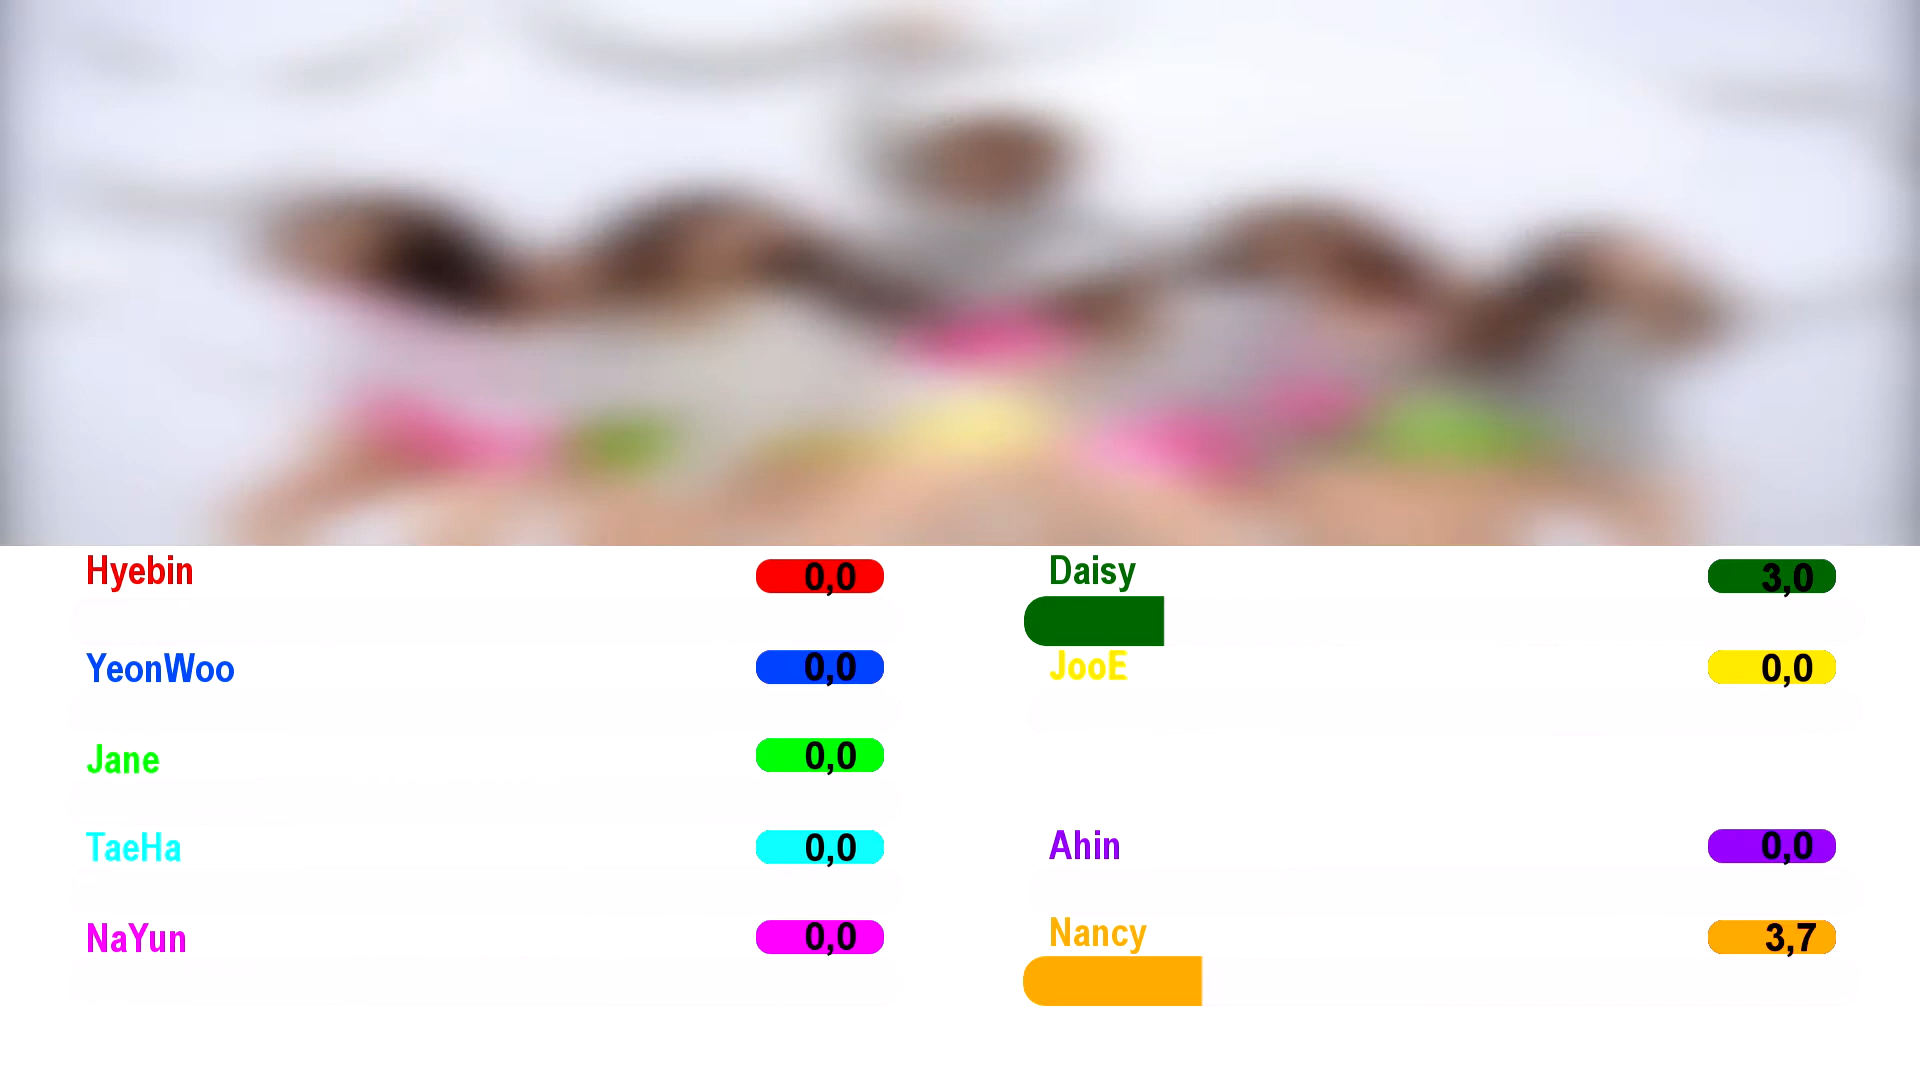 Hyebin 0,0
Daisy 3,0
YeonWoo 0,0
JooE 0,0
Jane 0,0
TaeHa 0,0
Ahin 0,0
NaYun 0,0
Nancy 3,7